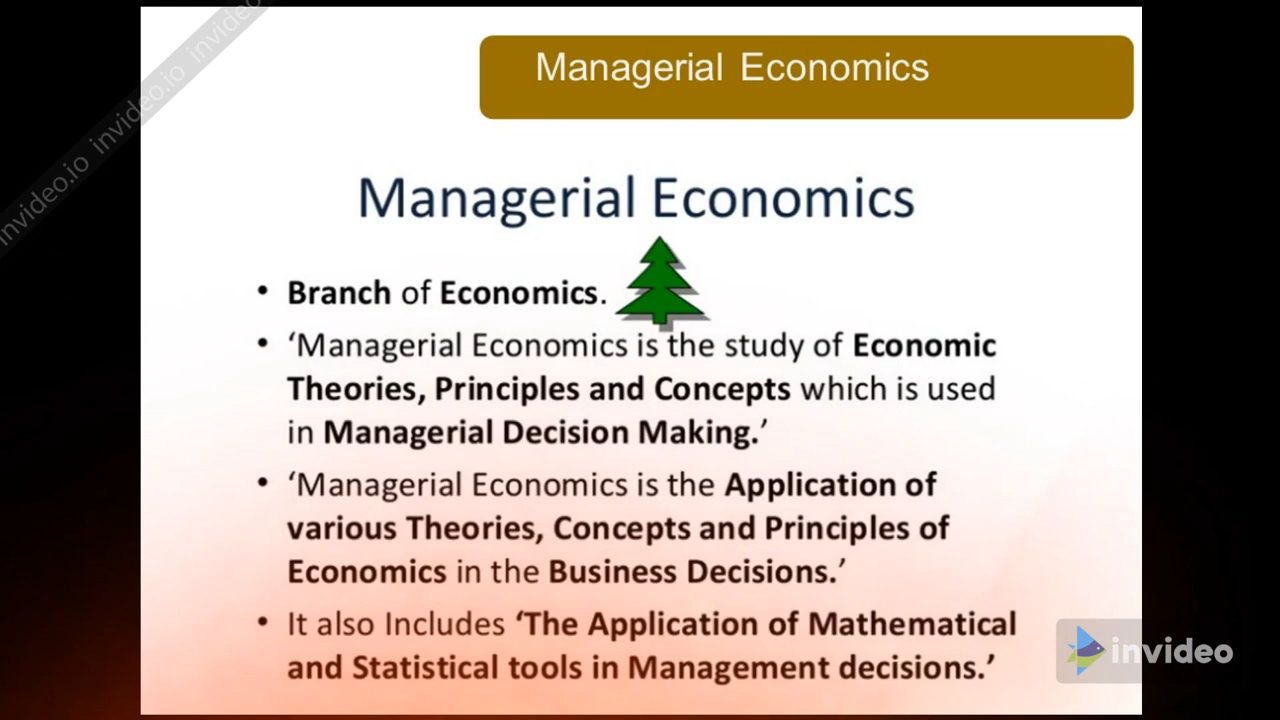 invideo.io invideo.io invideo
Managerial Economics
Managerial Economics
• Branch of Economics.
• ‘Managerial Economics is the study of Economic
Theories, Principles and Concepts which is used
in Managerial Decision Making.’
• ‘Managerial Economics is the Application of
various Theories, Concepts and Principles of
Economics in the Business Decisions.’
• It also Includes ‘The Application of Mathematical
and Statistical tools in Management decisions.’
invideo